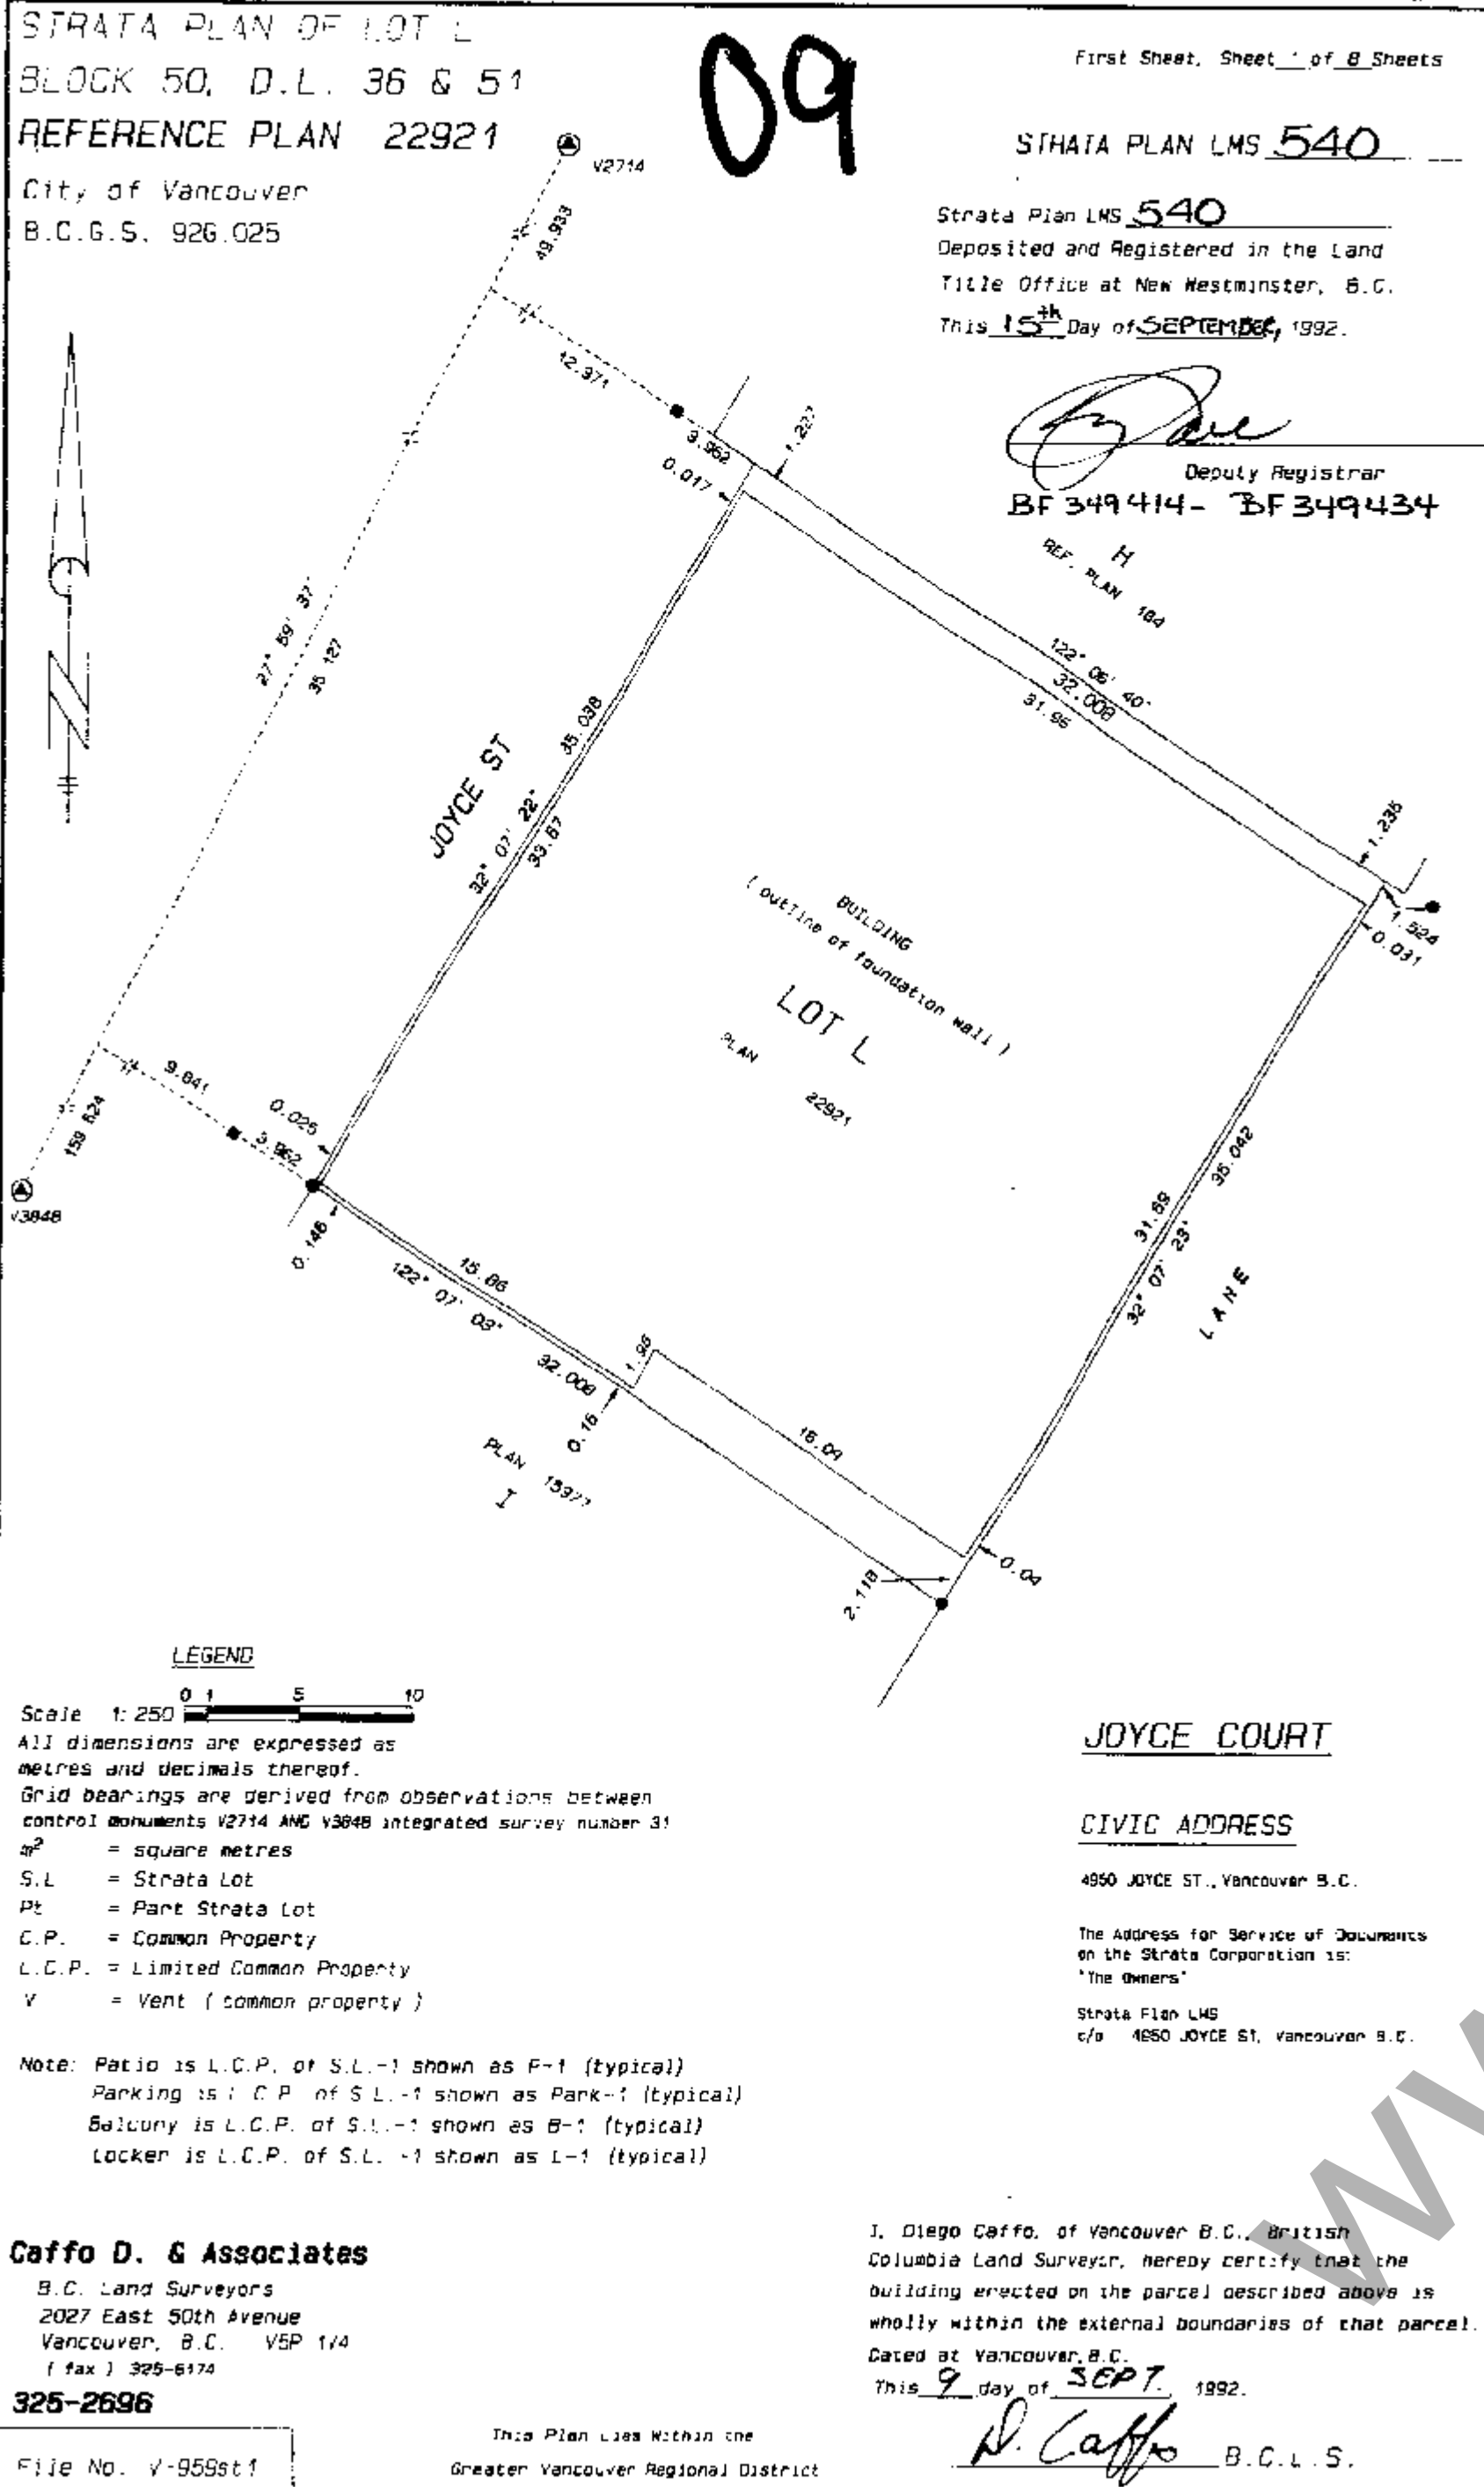 STRATA PLAN OF LOT L
BLOCK 50, D.L. 36 & 51
REFERENCE PLAN 22921
City of Vancouver
B.C.G.S. 92G.025
09
First Sheet, Sheet 1 of 8 Sheets
STRATA PLAN LMS 540
Strata Plan LMS 540
Deposited and Registered in the Land
Title Office at New Westminster, B.C.
This 15th Day of SEPTEMBER, 1992.
Deputy Registrar
BF 349414 - BF 349434
V2714
49.933
12.971
3.962
1.227
0.017
H
REF. PLAN 184
122° 06' 40"
32.008
31.96
27° 59' 37"
35.127
JOYCE ST
35.038
32° 07' 22"
33.67
1.235
1.524
0.031
BUILDING
( outline of foundation wall )
LOT L
PLAN 22921
9.841
0.025
3.962
159.624
V3848
0.146
15.86
122° 07' 03"
32.008
1.96
0.16
16.09
PLAN 15977
I
31.69
35.042
32° 07' 23"
LANE
0.04
2.118
LEGEND
0 1 5 10
Scale 1:250
All dimensions are expressed as
metres and decimals thereof.
Grid bearings are derived from observations between
control monuments V2714 AND V3848 integrated survey number 31
m² = square metres
S.L = Strata Lot
Pt = Part Strata Lot
C.P. = Common Property
L.C.P. = Limited Common Property
V = Vent ( common property )
Note: Patio is L.C.P. of S.L.-1 shown as P-1 (typical)
Parking is L.C.P. of S.L.-1 shown as Park-1 (typical)
Balcony is L.C.P. of S.L.-1 shown as B-1 (typical)
Locker is L.C.P. of S.L. -1 shown as L-1 (typical)
JOYCE COURT
CIVIC ADDRESS
4950 JOYCE ST., Vancouver B.C.
The Address for Service of Documents
on the Strata Corporation is:
"The Owners"
Strata Plan LMS
c/o 4950 JOYCE ST, Vancouver B.C.
Caffo D. & Associates
B.C. Land Surveyors
2027 East 50th Avenue
Vancouver, B.C. V5P 1V4
( fax ) 325-6174
325-2696
File No. V-959st1
This Plan Lies Within the
Greater Vancouver Regional District
I, Diego Caffo, of Vancouver B.C., British
Columbia Land Surveyor, hereby certify that the
building erected on the parcel described above is
wholly within the external boundaries of that parcel.
Dated at Vancouver, B.C.
This 9 day of SEPT. 1992.
D. Caffo B.C.L.S.